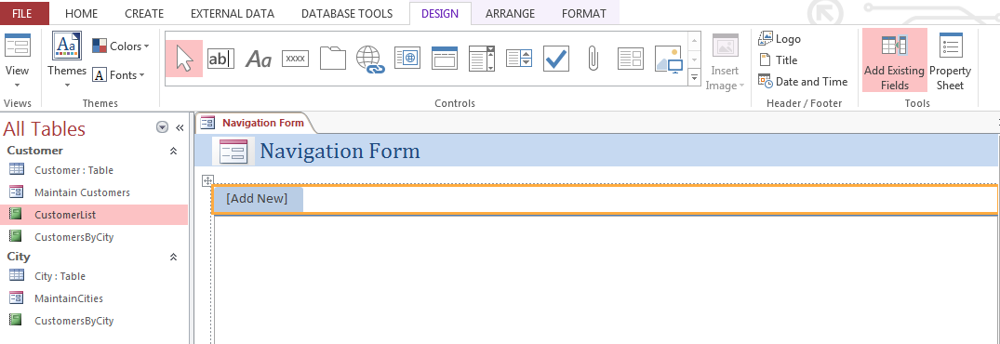 FILE HOME CREATE EXTERNAL DATA DATABASE TOOLS DESIGN ARRANGE FORMAT
View
Views
Aa
Themes
Colors
A Fonts
Themes
ab
Aa
xxxx
Controls
Insert
Image
Logo
Title
Date and Time
Header / Footer
Add Existing
Fields
Property
Sheet
Tools
All Tables
Customer
Customer : Table
Maintain Customers
CustomerList
CustomersByCity
City
City : Table
MaintainCities
CustomersByCity
Navigation Form
Navigation Form
[Add New]